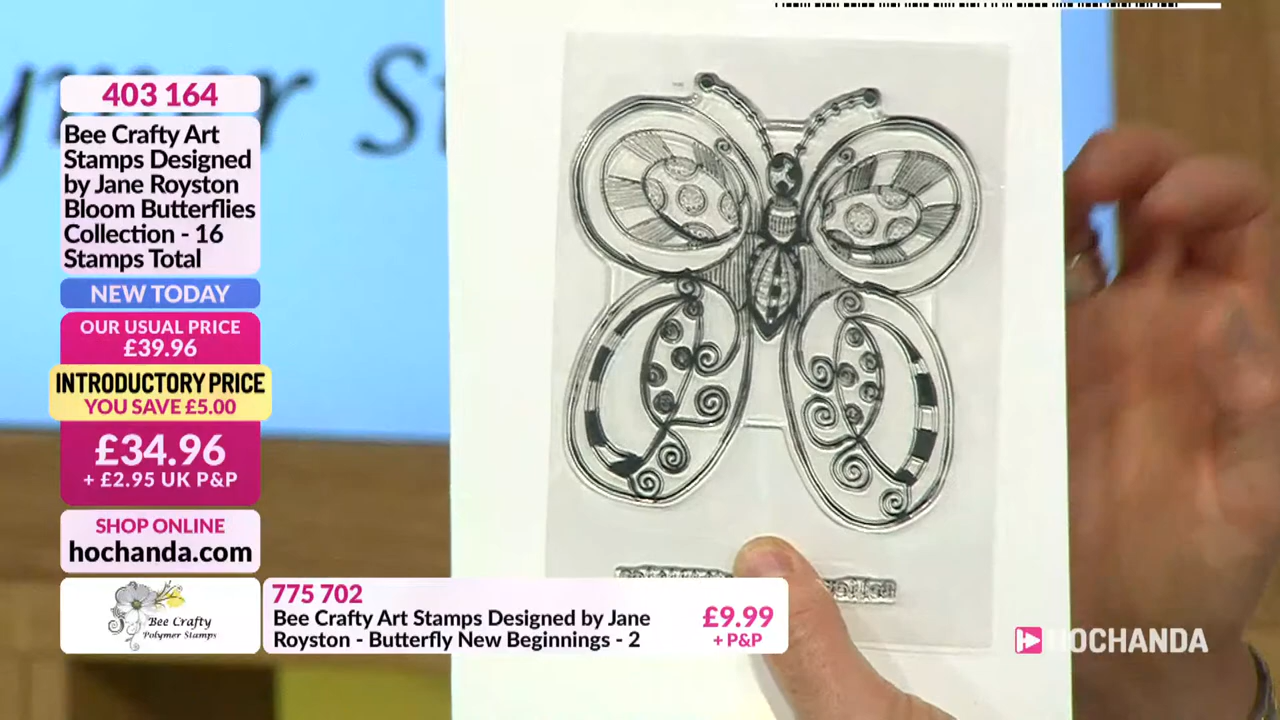 403 164
Bee Crafty Art
Stamps Designed
by Jane Royston
Bloom Butterflies
Collection - 16
Stamps Total
NEW TODAY
OUR USUAL PRICE
£39.96
INTRODUCTORY PRICE
YOU SAVE £5.00
£34.96
+ £2.95 UK P&P
SHOP ONLINE
hochanda.com
Bee Crafty
Polymer Stamps
775 702
Bee Crafty Art Stamps Designed by Jane
Royston - Butterfly New Beginnings - 2
£9.99
+ P&P
HOCHANDA